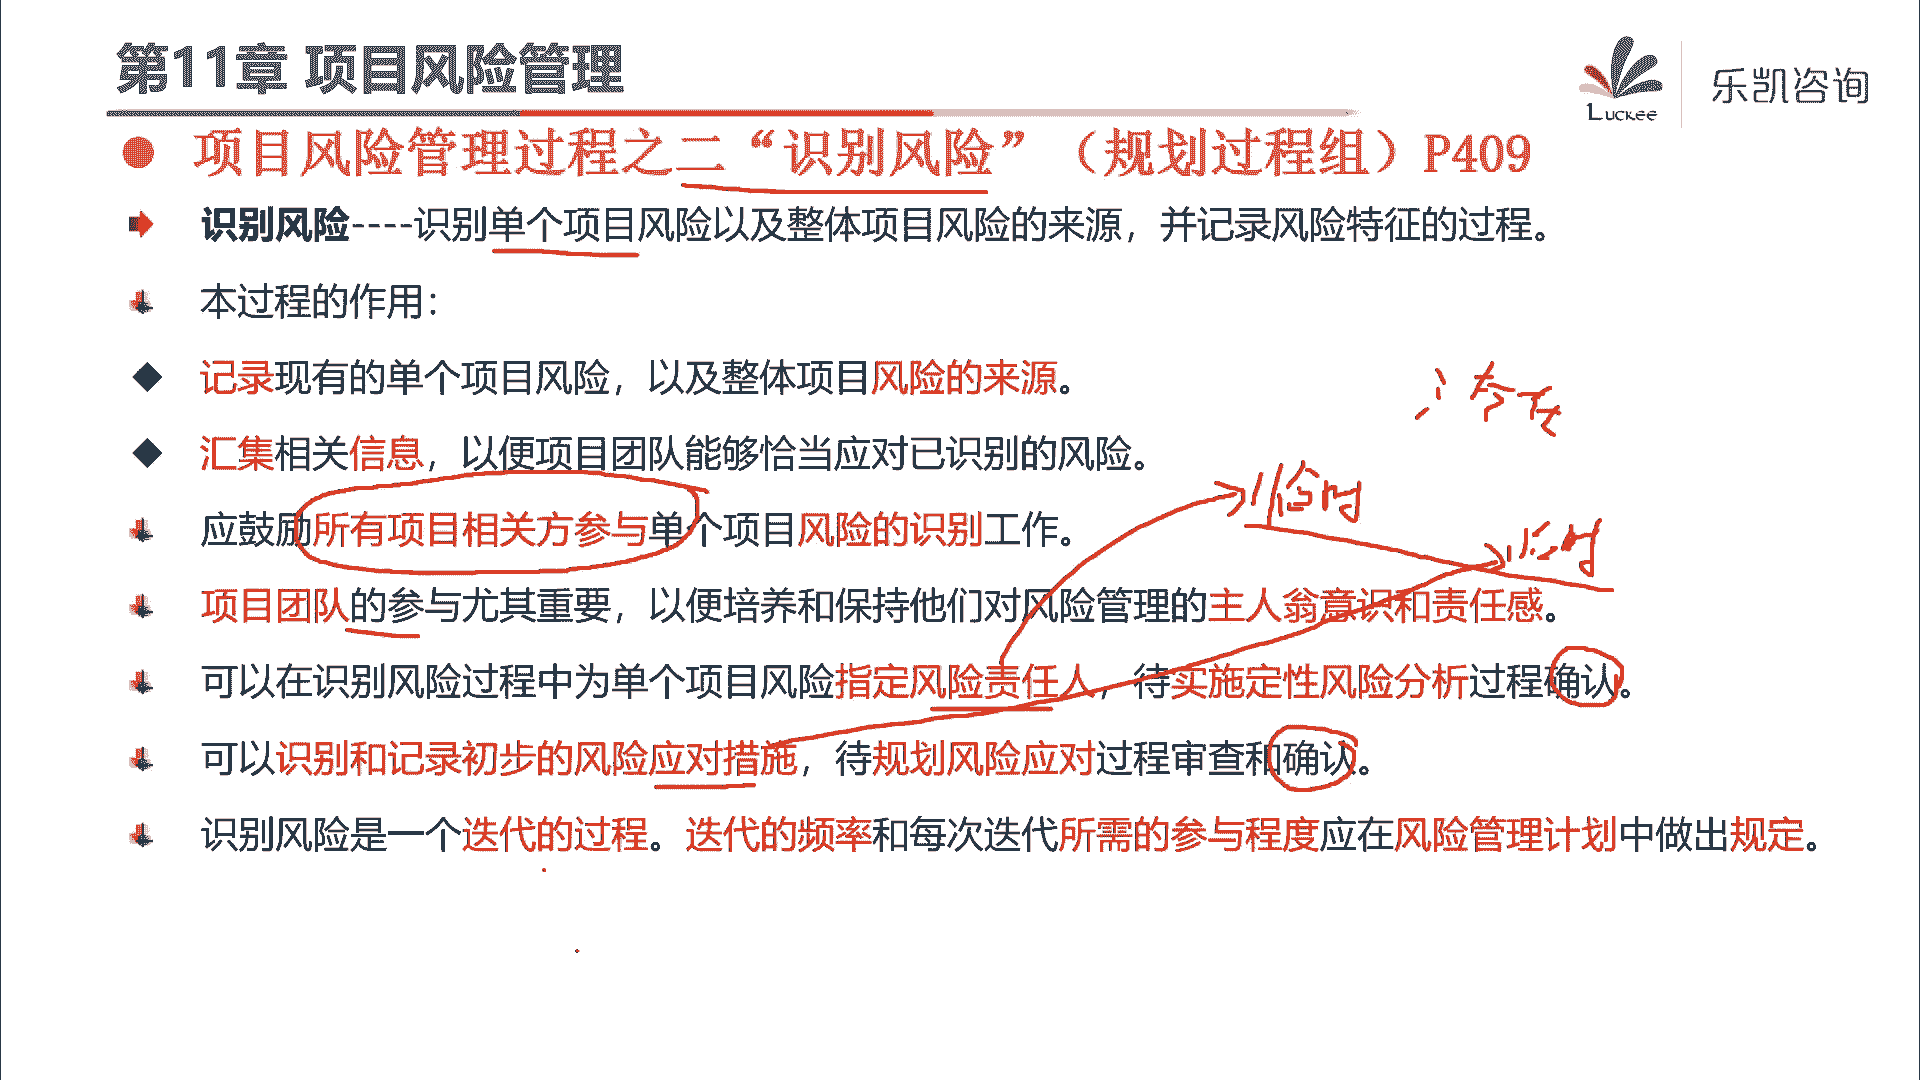 第11章 项目风险管理
Luckee 乐凯咨询
项目风险管理过程之二“识别风险”（规划过程组）P409
识别风险----识别单个项目风险以及整体项目风险的来源，并记录风险特征的过程。
本过程的作用：
记录现有的单个项目风险，以及整体项目风险的来源。
汇集相关信息，以便项目团队能够恰当应对已识别的风险。
临时
应鼓励所有项目相关方参与单个项目风险的识别工作。
临时
项目团队的参与尤其重要，以便培养和保持他们对风险管理的主人翁意识和责任感。
可以在识别风险过程中为单个项目风险指定风险责任人，待实施定性风险分析过程确认。
可以识别和记录初步的风险应对措施，待规划风险应对过程审查和确认。
识别风险是一个迭代的过程。迭代的频率和每次迭代所需的参与程度应在风险管理计划中做出规定。